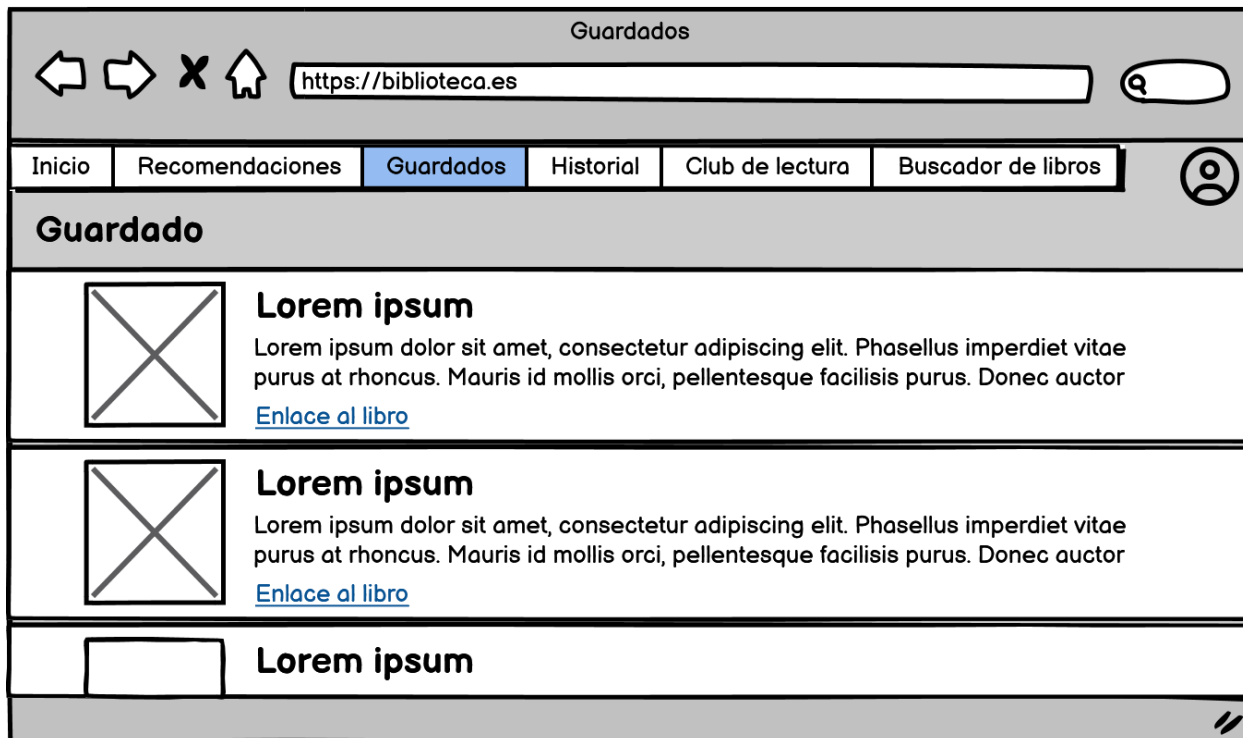 Guardados
https://biblioteca.es
Inicio Recomendaciones Guardados Historial Club de lectura Buscador de libros
Guardado
Lorem ipsum
Lorem ipsum dolor sit amet, consectetur adipiscing elit. Phasellus imperdiet vitae
purus at rhoncus. Mauris id mollis orci, pellentesque facilisis purus. Donec auctor
Enlace al libro
Lorem ipsum
Lorem ipsum dolor sit amet, consectetur adipiscing elit. Phasellus imperdiet vitae
purus at rhoncus. Mauris id mollis orci, pellentesque facilisis purus. Donec auctor
Enlace al libro
Lorem ipsum